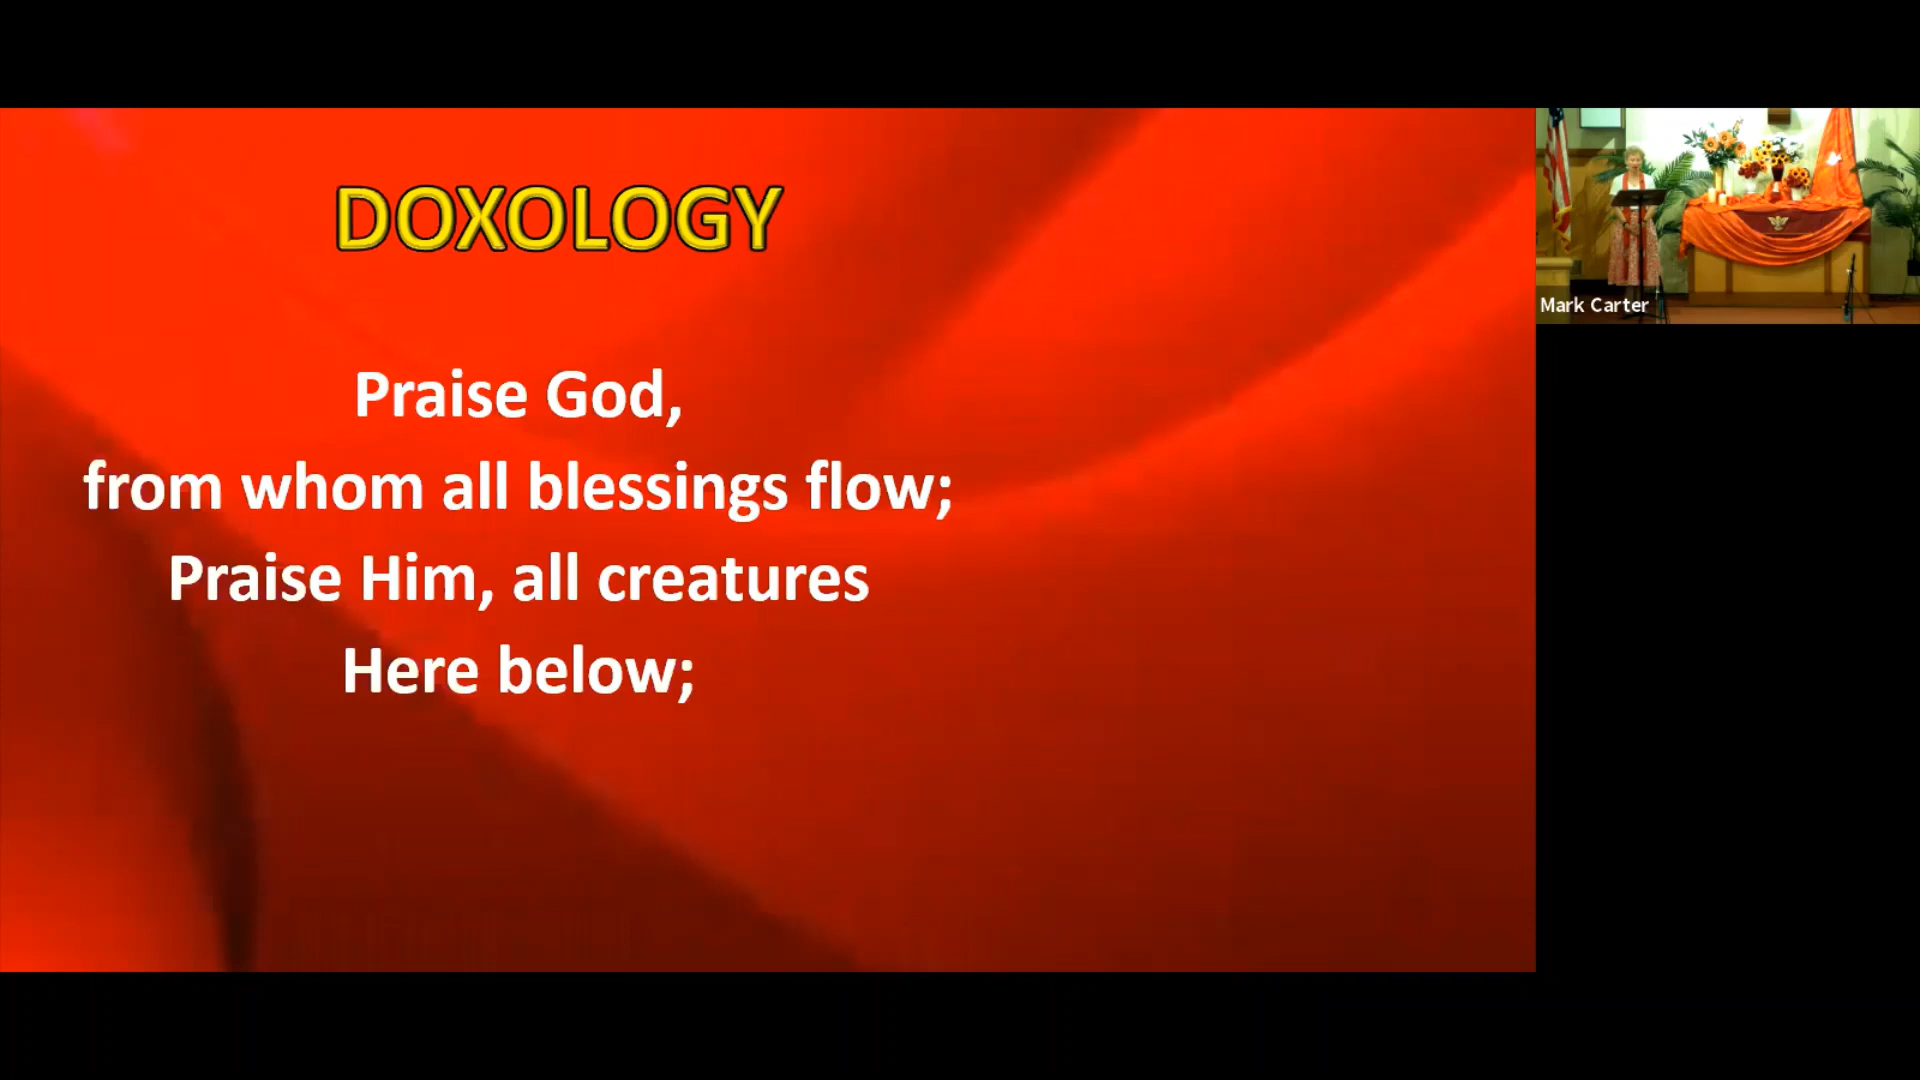 DOXOLOGY
Praise God,
from whom all blessings flow;
Praise Him, all creatures
Here below;
Mark Carter